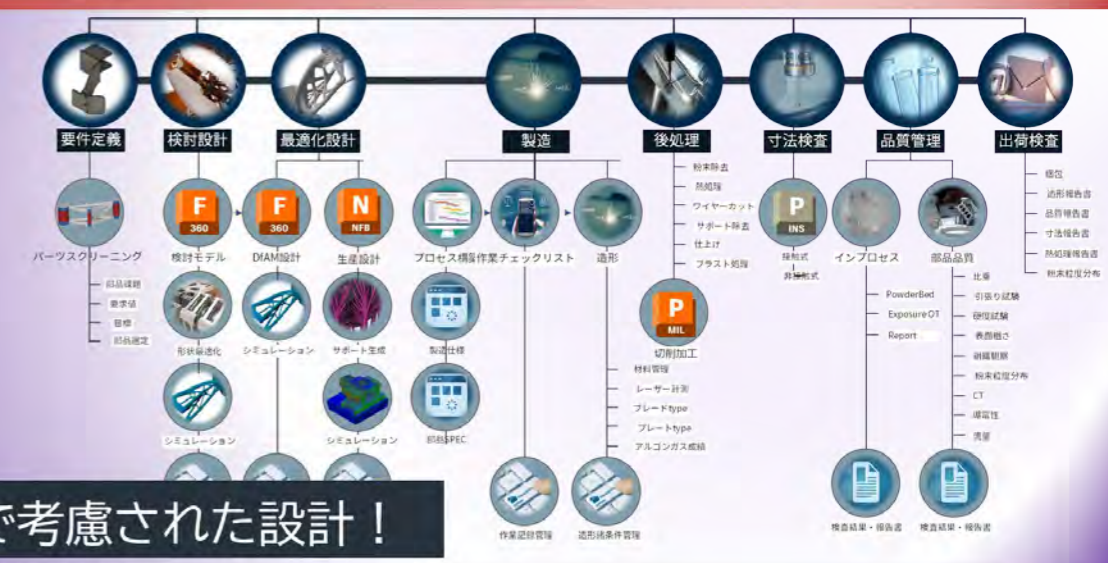 要件定義
検討設計
最適化設計
製造
後処理
寸法検査
品質管理
出荷検査
パーツスクリーニング
部品課題
要求値
目標
部品選定
F
360
検討モデル
形状最適化
シミュレーション
F
360
DfAM設計
シミュレーション
N
NFB
生産設計
サポート生成
シミュレーション
プロセス構築
製造仕様
部品SPEC
作業チェックリスト
作業記録管理
造形
材料管理
レーザー計測
ブレードtype
プレートtype
アルゴンガス成績
造形諸条件管理
粉末除去
熱処理
ワイヤーカット
サポート除去
仕上げ
ブラスト処理
P
MIL
切削加工
P
INS
接触式
非接触式
インプロセス
PowderBed
ExposureOT
Report
検査結果・報告書
部品品質
比重
引張り試験
硬度試験
表面粗さ
組織観察
粉末粒度分布
CT
導電性
流量
検査結果・報告書
梱包
造形報告書
品質報告書
寸法報告書
熱処理報告書
粉末粒度分布
で考慮された設計！